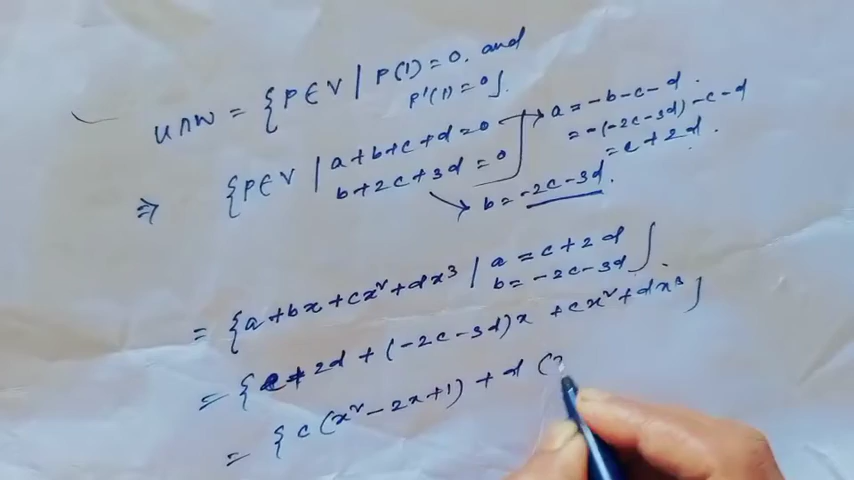 U∩W = {P∈V | P(1) = 0. and
P'(1) = 0}.
⇒ {P∈V | a+b+c+d = 0 → a = -b-c-d.
= -(-2c-3d)-c-d
b+2c+3d = 0
= c+2d.
b = -2c-3d.
= {a+bx+cx²+dx³ | a = c+2d
b = -2c-3d}.
= {c+2d + (-2c-3d)x + cx²+dx³}
= {c(x²-2x+1) + d(